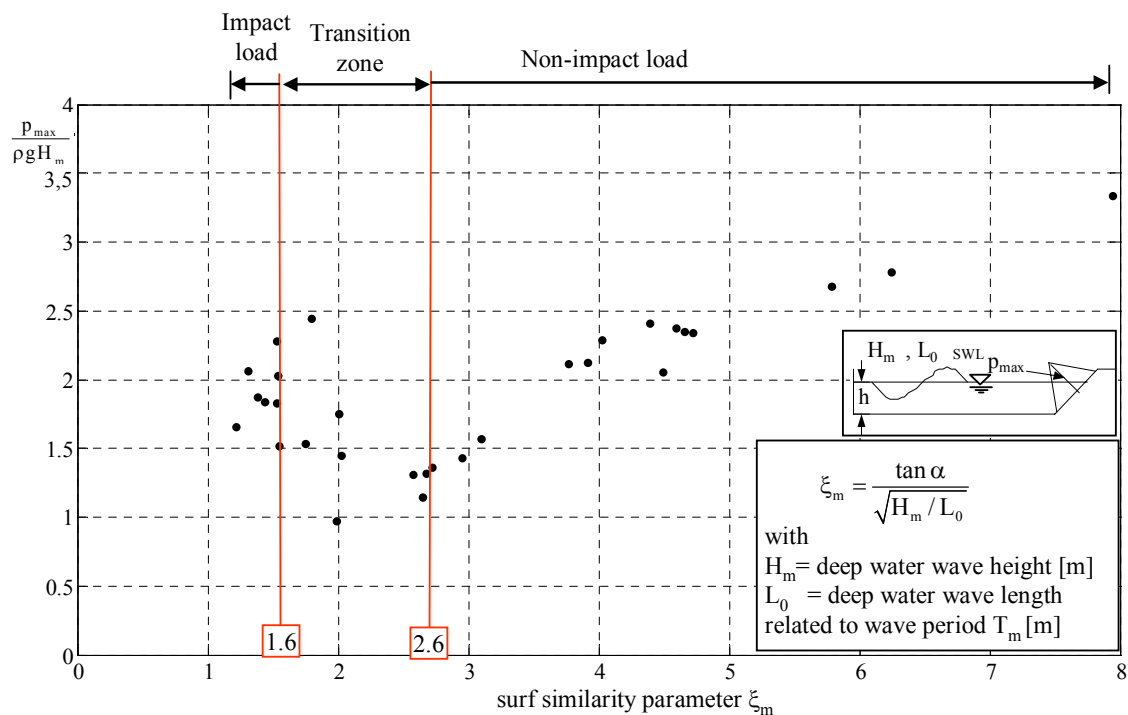 Impact load
Transition zone
Non-impact load
p_max / ρgH_m
4
3,5
3
2.5
2
1.5
1
0.5
0
0 1 2 3 4 5 6 7 8
1.6
2.6
surf similarity parameter ξ_m
H_m , L_0 SWL p_max
h
ξ_m = tan α / √(H_m / L_0)
with
H_m= deep water wave height [m]
L_0 = deep water wave length
related to wave period T_m [m]